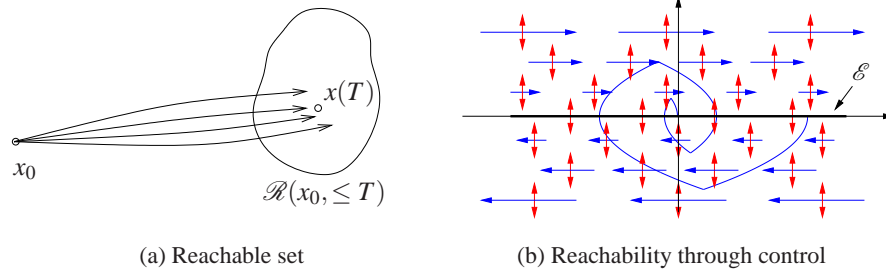 x(T)
x₀
ℛ(x₀, ≤ T)
(a) Reachable set
ℰ
(b) Reachability through control